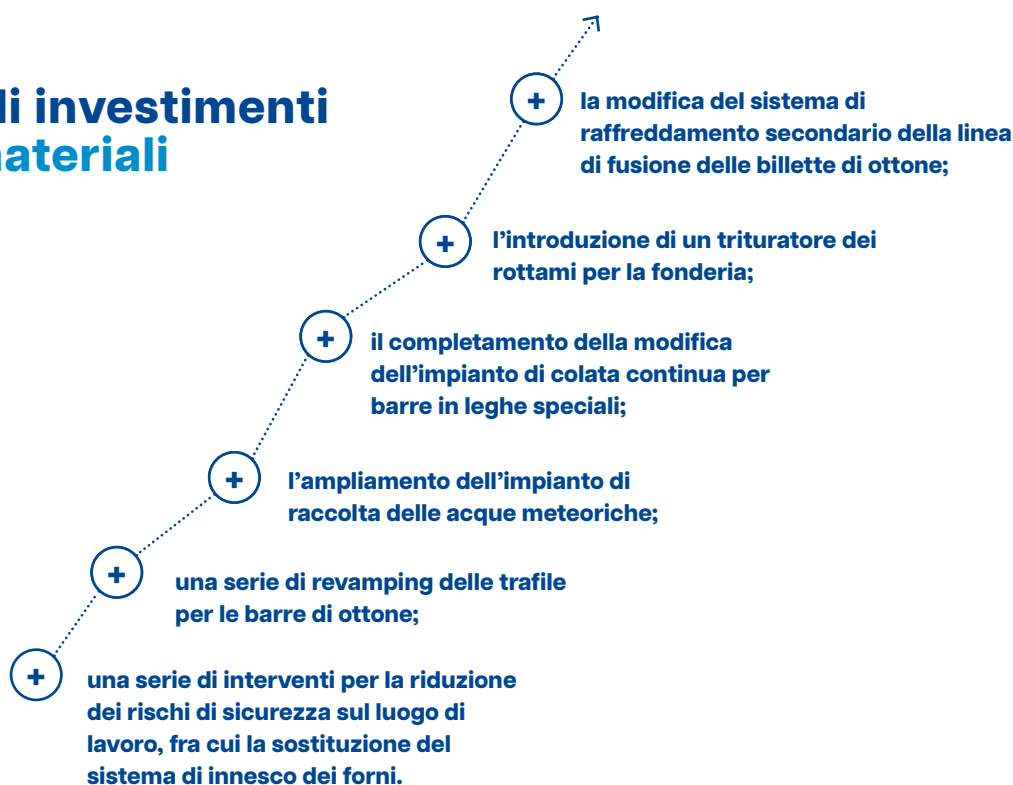 li investimenti
ateriali
+ la modifica del sistema di
raffreddamento secondario della linea
di fusione delle billette di ottone;
+ l’introduzione di un trituratore dei
rottami per la fonderia;
+ il completamento della modifica
dell’impianto di colata continua per
barre in leghe speciali;
+ l’ampliamento dell’impianto di
raccolta delle acque meteoriche;
+ una serie di revamping delle trafile
per le barre di ottone;
+ una serie di interventi per la riduzione
dei rischi di sicurezza sul luogo di
lavoro, fra cui la sostituzione del
sistema di innesco dei forni.